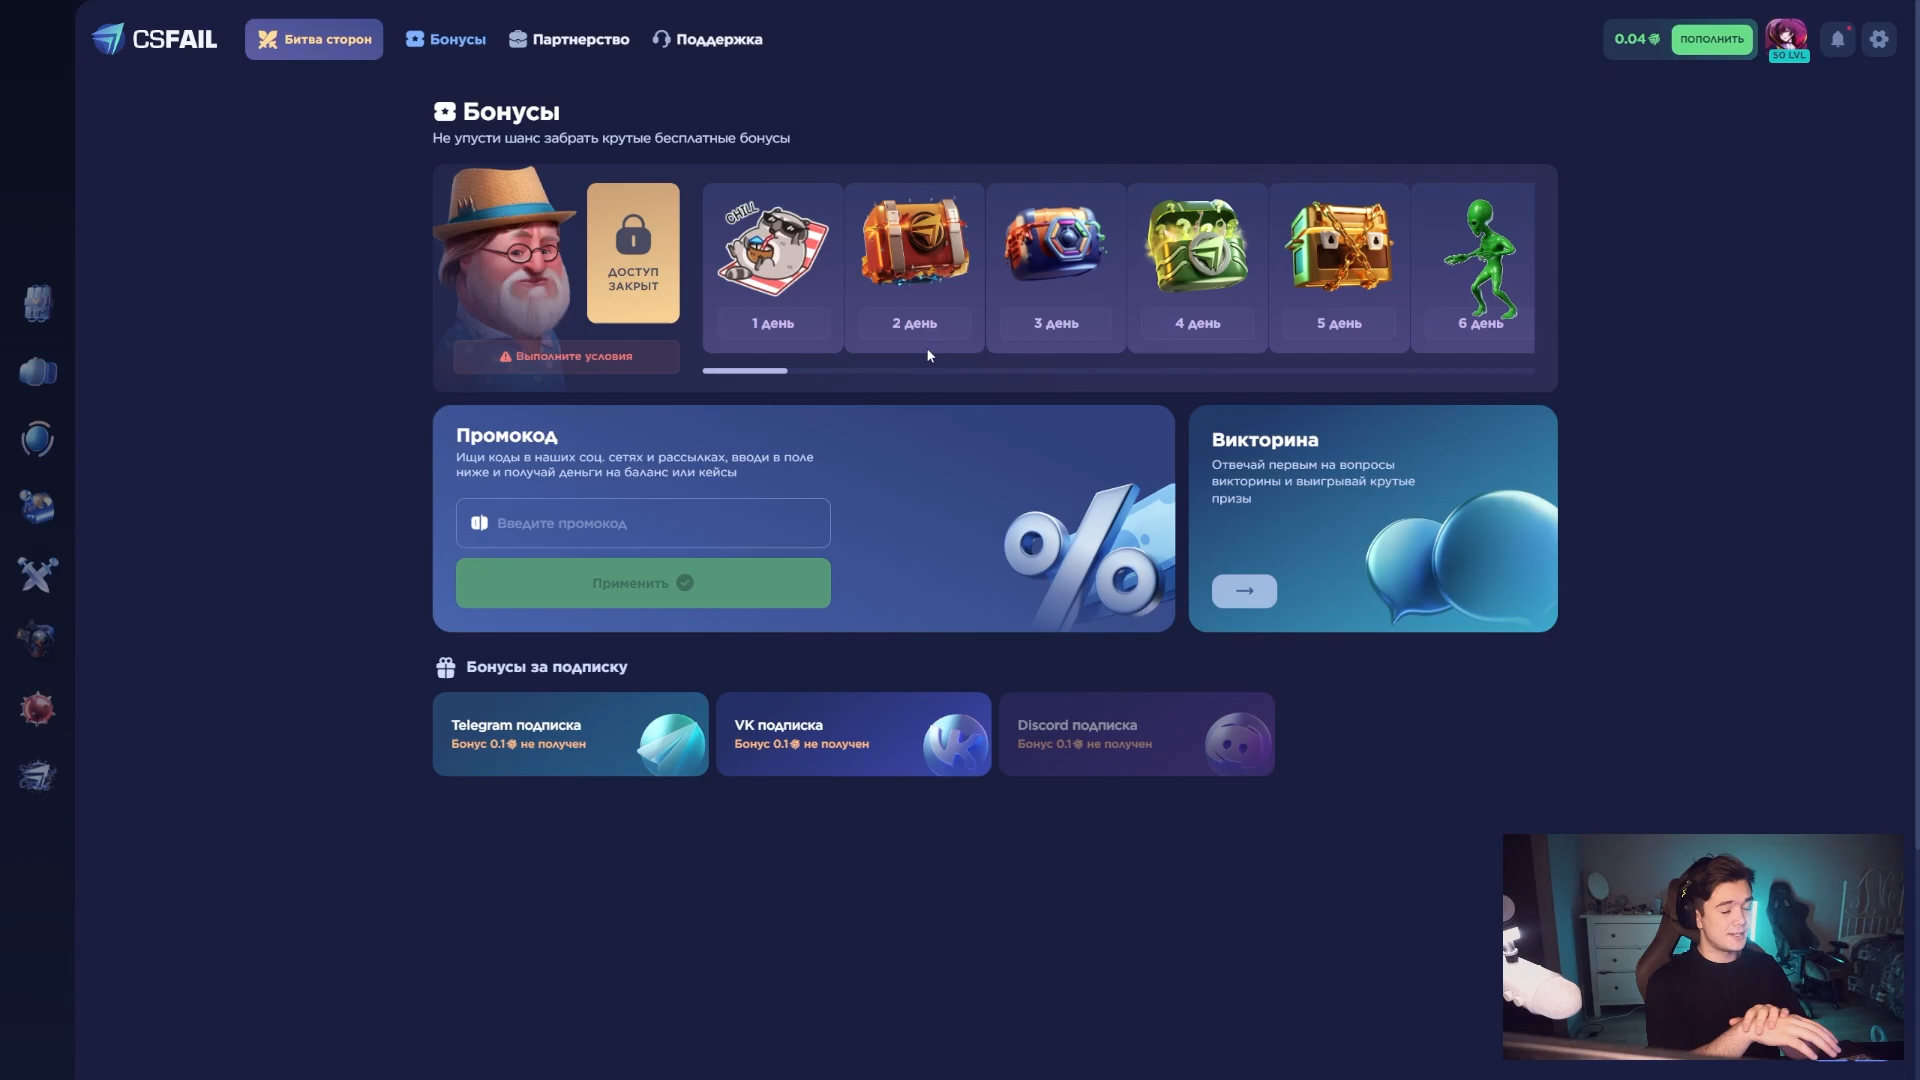 CSFAIL
Битва сторон
Бонусы
Партнерство
Поддержка
0.04
ПОПОЛНИТЬ
50 LVL
Бонусы
Не упусти шанс забрать крутые бесплатные бонусы
ДОСТУП
ЗАКРЫТ
Выполните условия
CHILL
1 день
2 день
3 день
4 день
5 день
6 день
Промокод
Ищи коды в наших соц. сетях и рассылках, вводи в поле
ниже и получай деньги на баланс или кейсы
Введите промокод
Применить
Викторина
Отвечай первым на вопросы
викторины и выигрывай крутые
призы
Бонусы за подписку
Telegram подписка
Бонус 0.1 не получен
VK подписка
Бонус 0.1 не получен
Discord подписка
Бонус 0.1 не получен